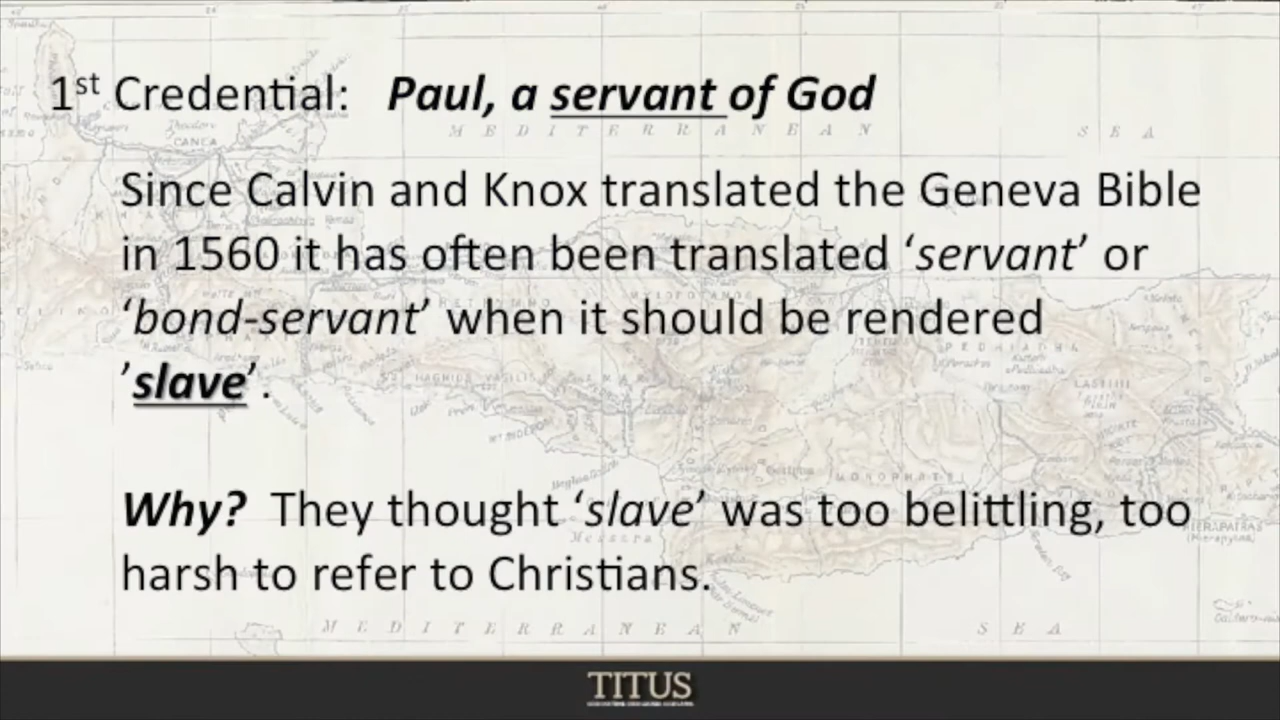 1st Credential: Paul, a servant of God
MEDITERRANEAN SEA
CANEA
Since Calvin and Knox translated the Geneva Bible
in 1560 it has often been translated ‘servant’ or
‘bond-servant’ when it should be rendered
’slave’.
Why? They thought ‘slave’ was too belittling, too
harsh to refer to Christians.
MEDITERRANEAN SEA
TITUS